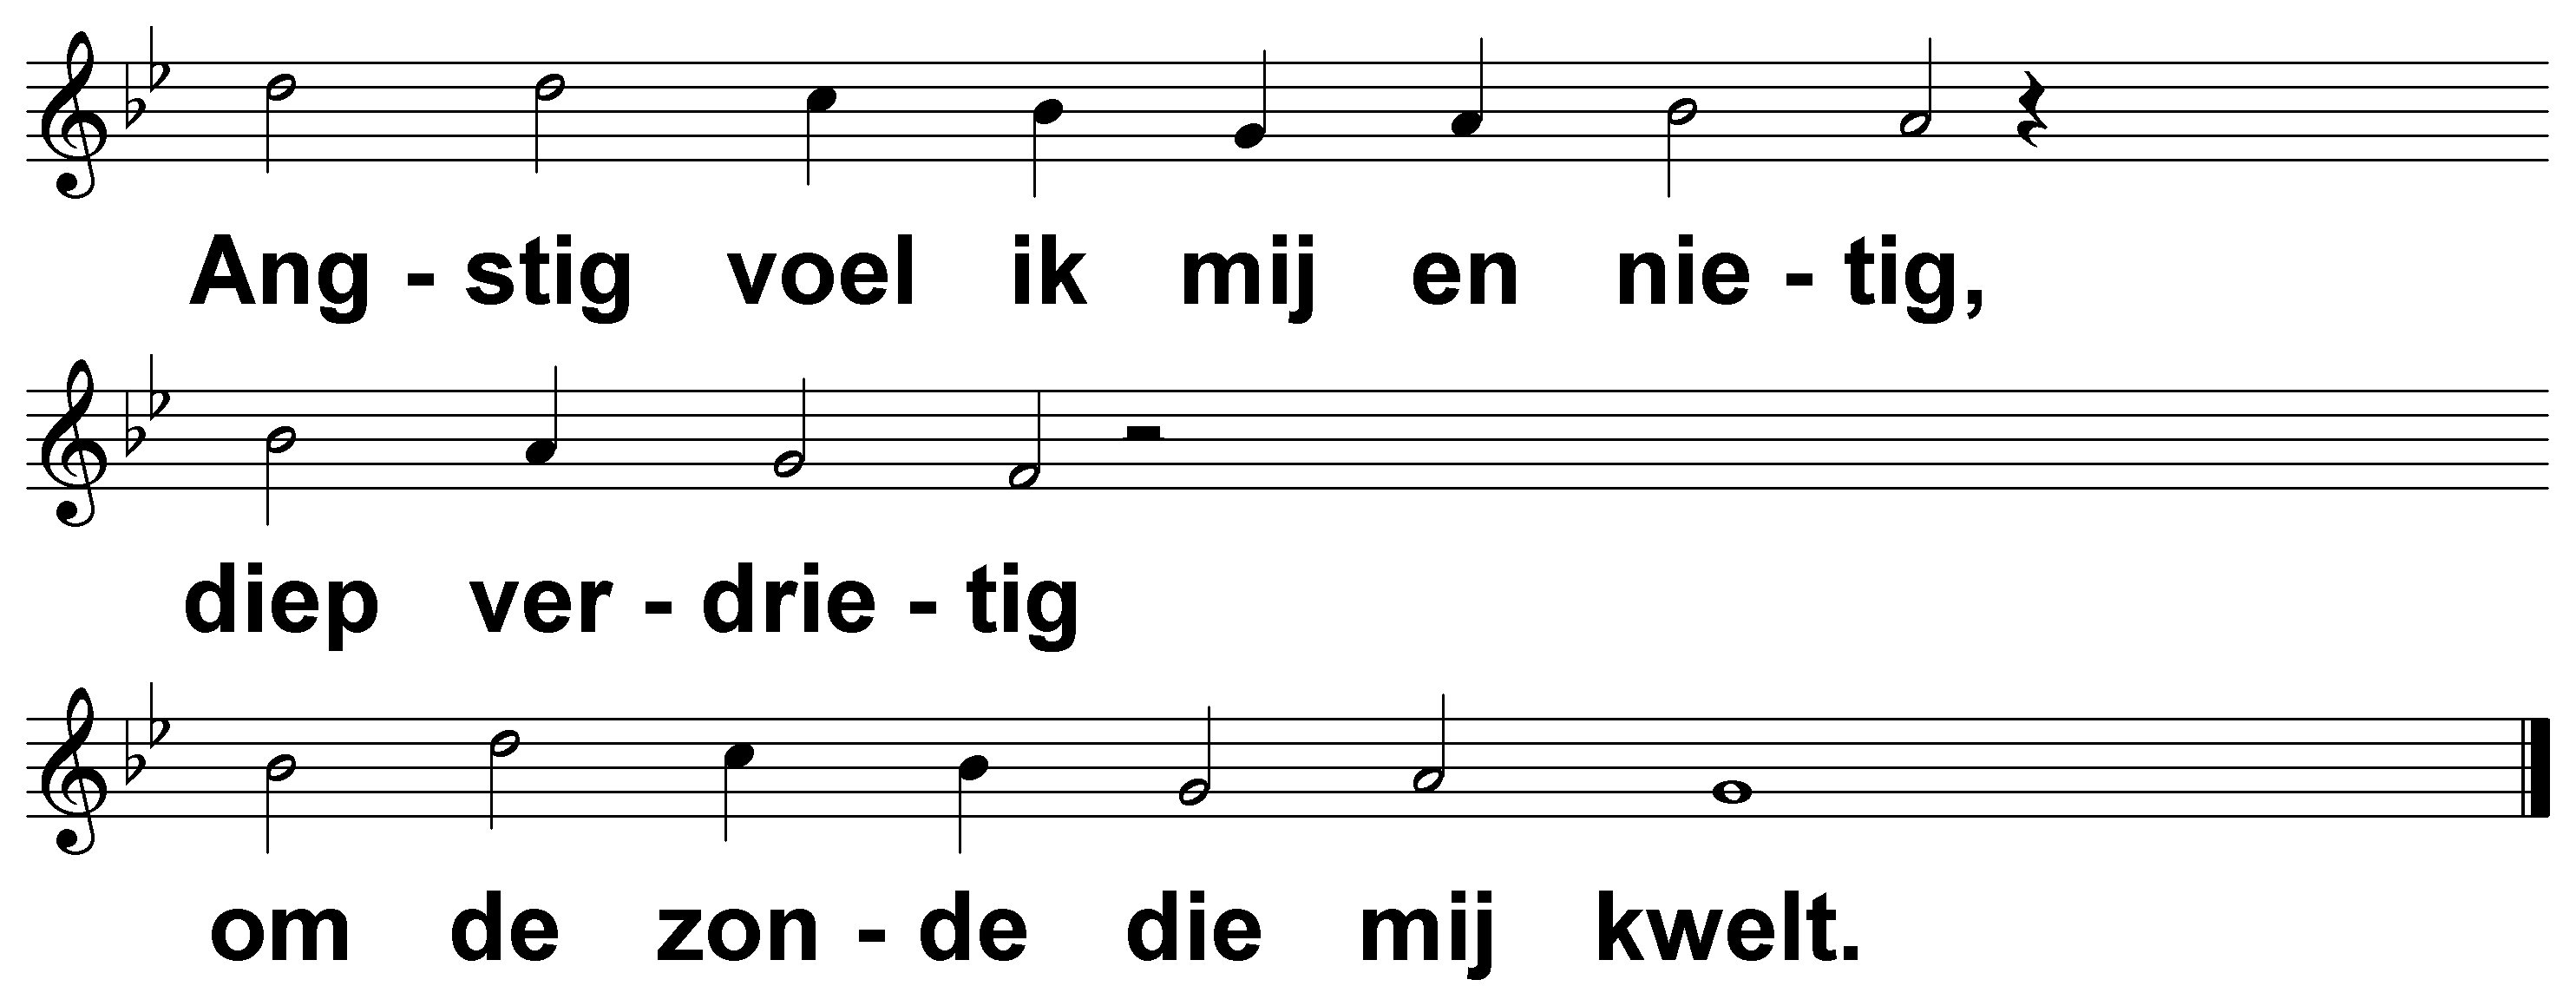 Ang - stig voel ik mij en nie - tig,
diep ver - drie - tig
om de zon - de die mij kwelt.